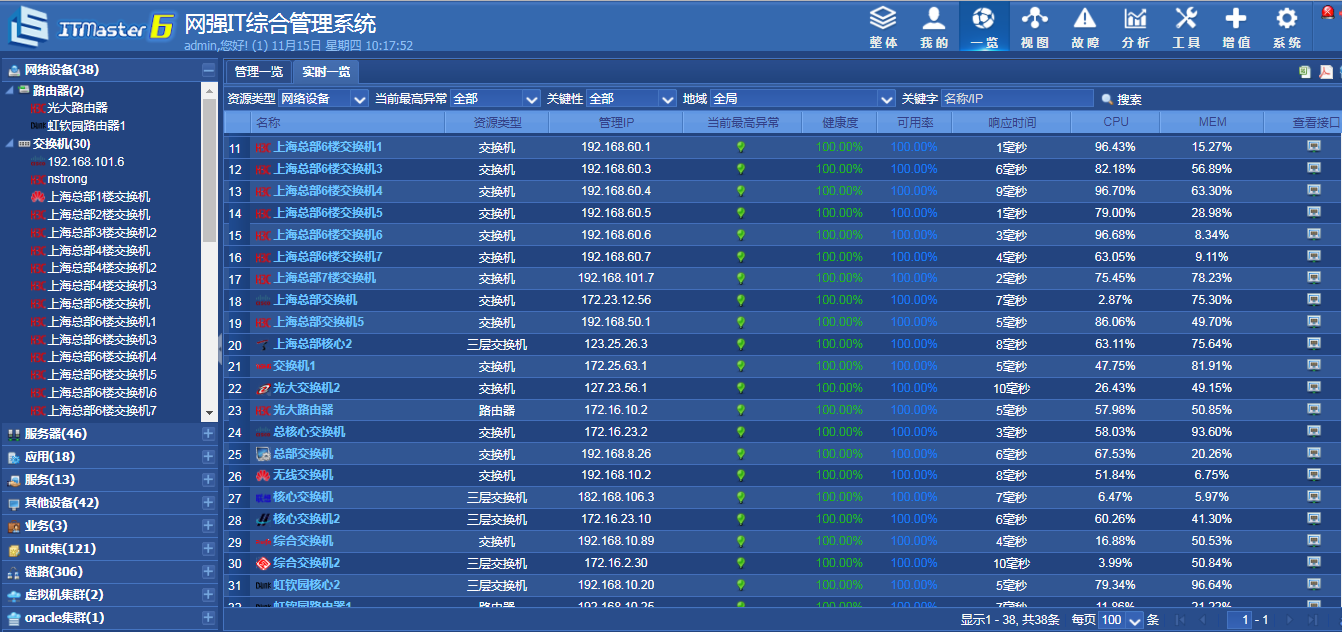 ITMaster 6 网强IT综合管理系统
admin,您好! (1) 11月15日 星期四 10:17:52
整体 我的 一览 视图 故障 分析 工具 增值 系统
网络设备(38)
路由器(2)
光大路由器
虹软园路由器1
交换机(30)
192.168.101.6
nstrong
上海总部1楼交换机
上海总部2楼交换机
上海总部3楼交换机2
上海总部4楼交换机
上海总部4楼交换机2
上海总部4楼交换机3
上海总部5楼交换机
上海总部6楼交换机1
上海总部6楼交换机3
上海总部6楼交换机4
上海总部6楼交换机5
上海总部6楼交换机6
上海总部6楼交换机7
服务器(46)
应用(18)
服务(13)
其他设备(42)
业务(3)
Unit集(121)
链路(306)
虚拟机集群(2)
oracle集群(1)
管理一览 实时一览
资源类型 网络设备 当前最高异常 全部 关键性 全部 地域 全局 关键字 名称/IP 搜索
名称 资源类型 管理IP 当前最高异常 健康度 可用率 响应时间 CPU MEM 查看接口
11 上海总部6楼交换机1 交换机 192.168.60.1 100.00% 100.00% 1毫秒 96.43% 15.27%
12 上海总部6楼交换机3 交换机 192.168.60.3 100.00% 100.00% 6毫秒 82.18% 56.89%
13 上海总部6楼交换机4 交换机 192.168.60.4 100.00% 100.00% 9毫秒 96.70% 63.30%
14 上海总部6楼交换机5 交换机 192.168.60.5 100.00% 100.00% 1毫秒 79.00% 28.98%
15 上海总部6楼交换机6 交换机 192.168.60.6 100.00% 100.00% 3毫秒 96.68% 8.34%
16 上海总部6楼交换机7 交换机 192.168.60.7 100.00% 100.00% 4毫秒 63.05% 9.11%
17 上海总部7楼交换机 交换机 192.168.101.7 100.00% 100.00% 2毫秒 75.45% 78.23%
18 上海总部交换机 交换机 172.23.12.56 100.00% 100.00% 7毫秒 2.87% 75.30%
19 上海总部交换机5 交换机 192.168.50.1 100.00% 100.00% 5毫秒 86.06% 49.70%
20 上海总部核心2 三层交换机 123.25.26.3 100.00% 100.00% 8毫秒 63.11% 75.64%
21 交换机1 交换机 172.25.63.1 100.00% 100.00% 5毫秒 47.75% 81.91%
22 光大交换机2 交换机 127.23.56.1 100.00% 100.00% 10毫秒 26.43% 49.15%
23 光大路由器 路由器 172.16.10.2 100.00% 100.00% 5毫秒 57.98% 50.85%
24 总核心交换机 交换机 172.16.23.2 100.00% 100.00% 3毫秒 58.03% 93.60%
25 总部交换机 交换机 192.168.8.26 100.00% 100.00% 6毫秒 67.53% 20.26%
26 无线交换机 交换机 192.168.10.2 100.00% 100.00% 8毫秒 51.84% 6.75%
27 核心交换机 三层交换机 182.168.106.3 100.00% 100.00% 7毫秒 6.47% 5.97%
28 核心交换机2 三层交换机 172.16.23.10 100.00% 100.00% 6毫秒 60.26% 41.30%
29 综合交换机 交换机 192.168.10.89 100.00% 100.00% 4毫秒 16.88% 50.53%
30 综合交换机2 三层交换机 172.16.2.30 100.00% 100.00% 10毫秒 3.99% 50.84%
31 虹软园核心2 三层交换机 192.168.10.20 100.00% 100.00% 5毫秒 79.34% 96.64%
32 虹软园路由器1 路由器 192.168.10.25 100.00% 100.00% 7毫秒 11.86% 21.22%
显示1 - 38, 共38条 每页 100 条 1 - 1